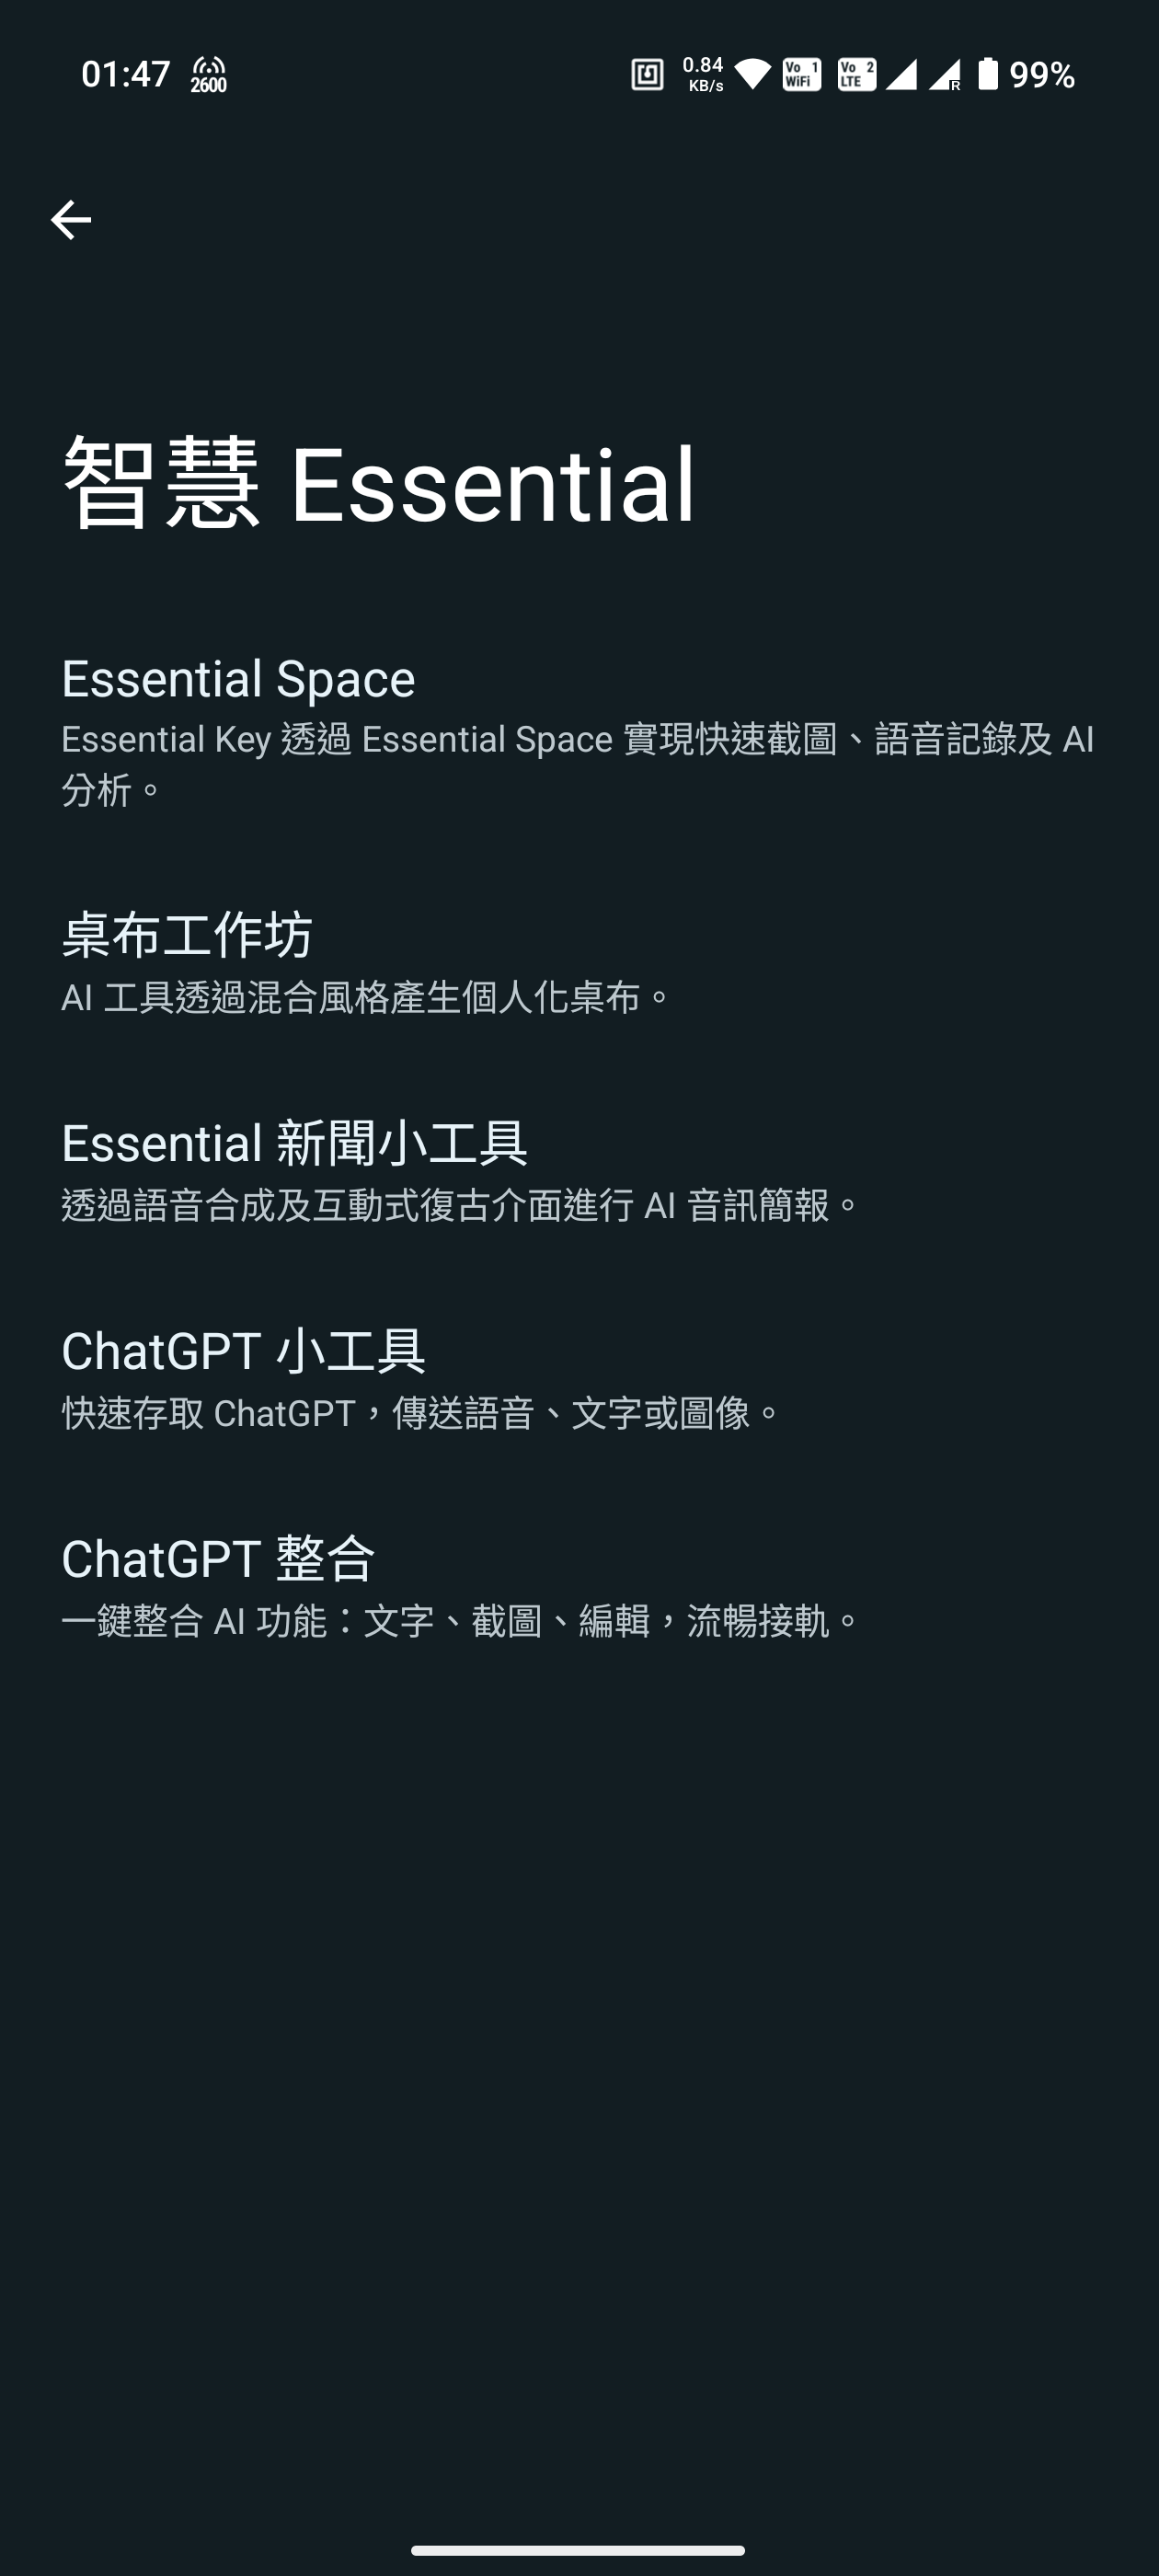 01:47 2600 0.84 KB/s Vo WiFi 1 Vo LTE 2 R 99%
智慧 Essential
Essential Space
Essential Key 透過 Essential Space 實現快速截圖、語音記錄及 AI
分析。
桌布工作坊
AI 工具透過混合風格產生個人化桌布。
Essential 新聞小工具
透過語音合成及互動式復古介面進行 AI 音訊簡報。
ChatGPT 小工具
快速存取 ChatGPT，傳送語音、文字或圖像。
ChatGPT 整合
一鍵整合 AI 功能：文字、截圖、編輯，流暢接軌。